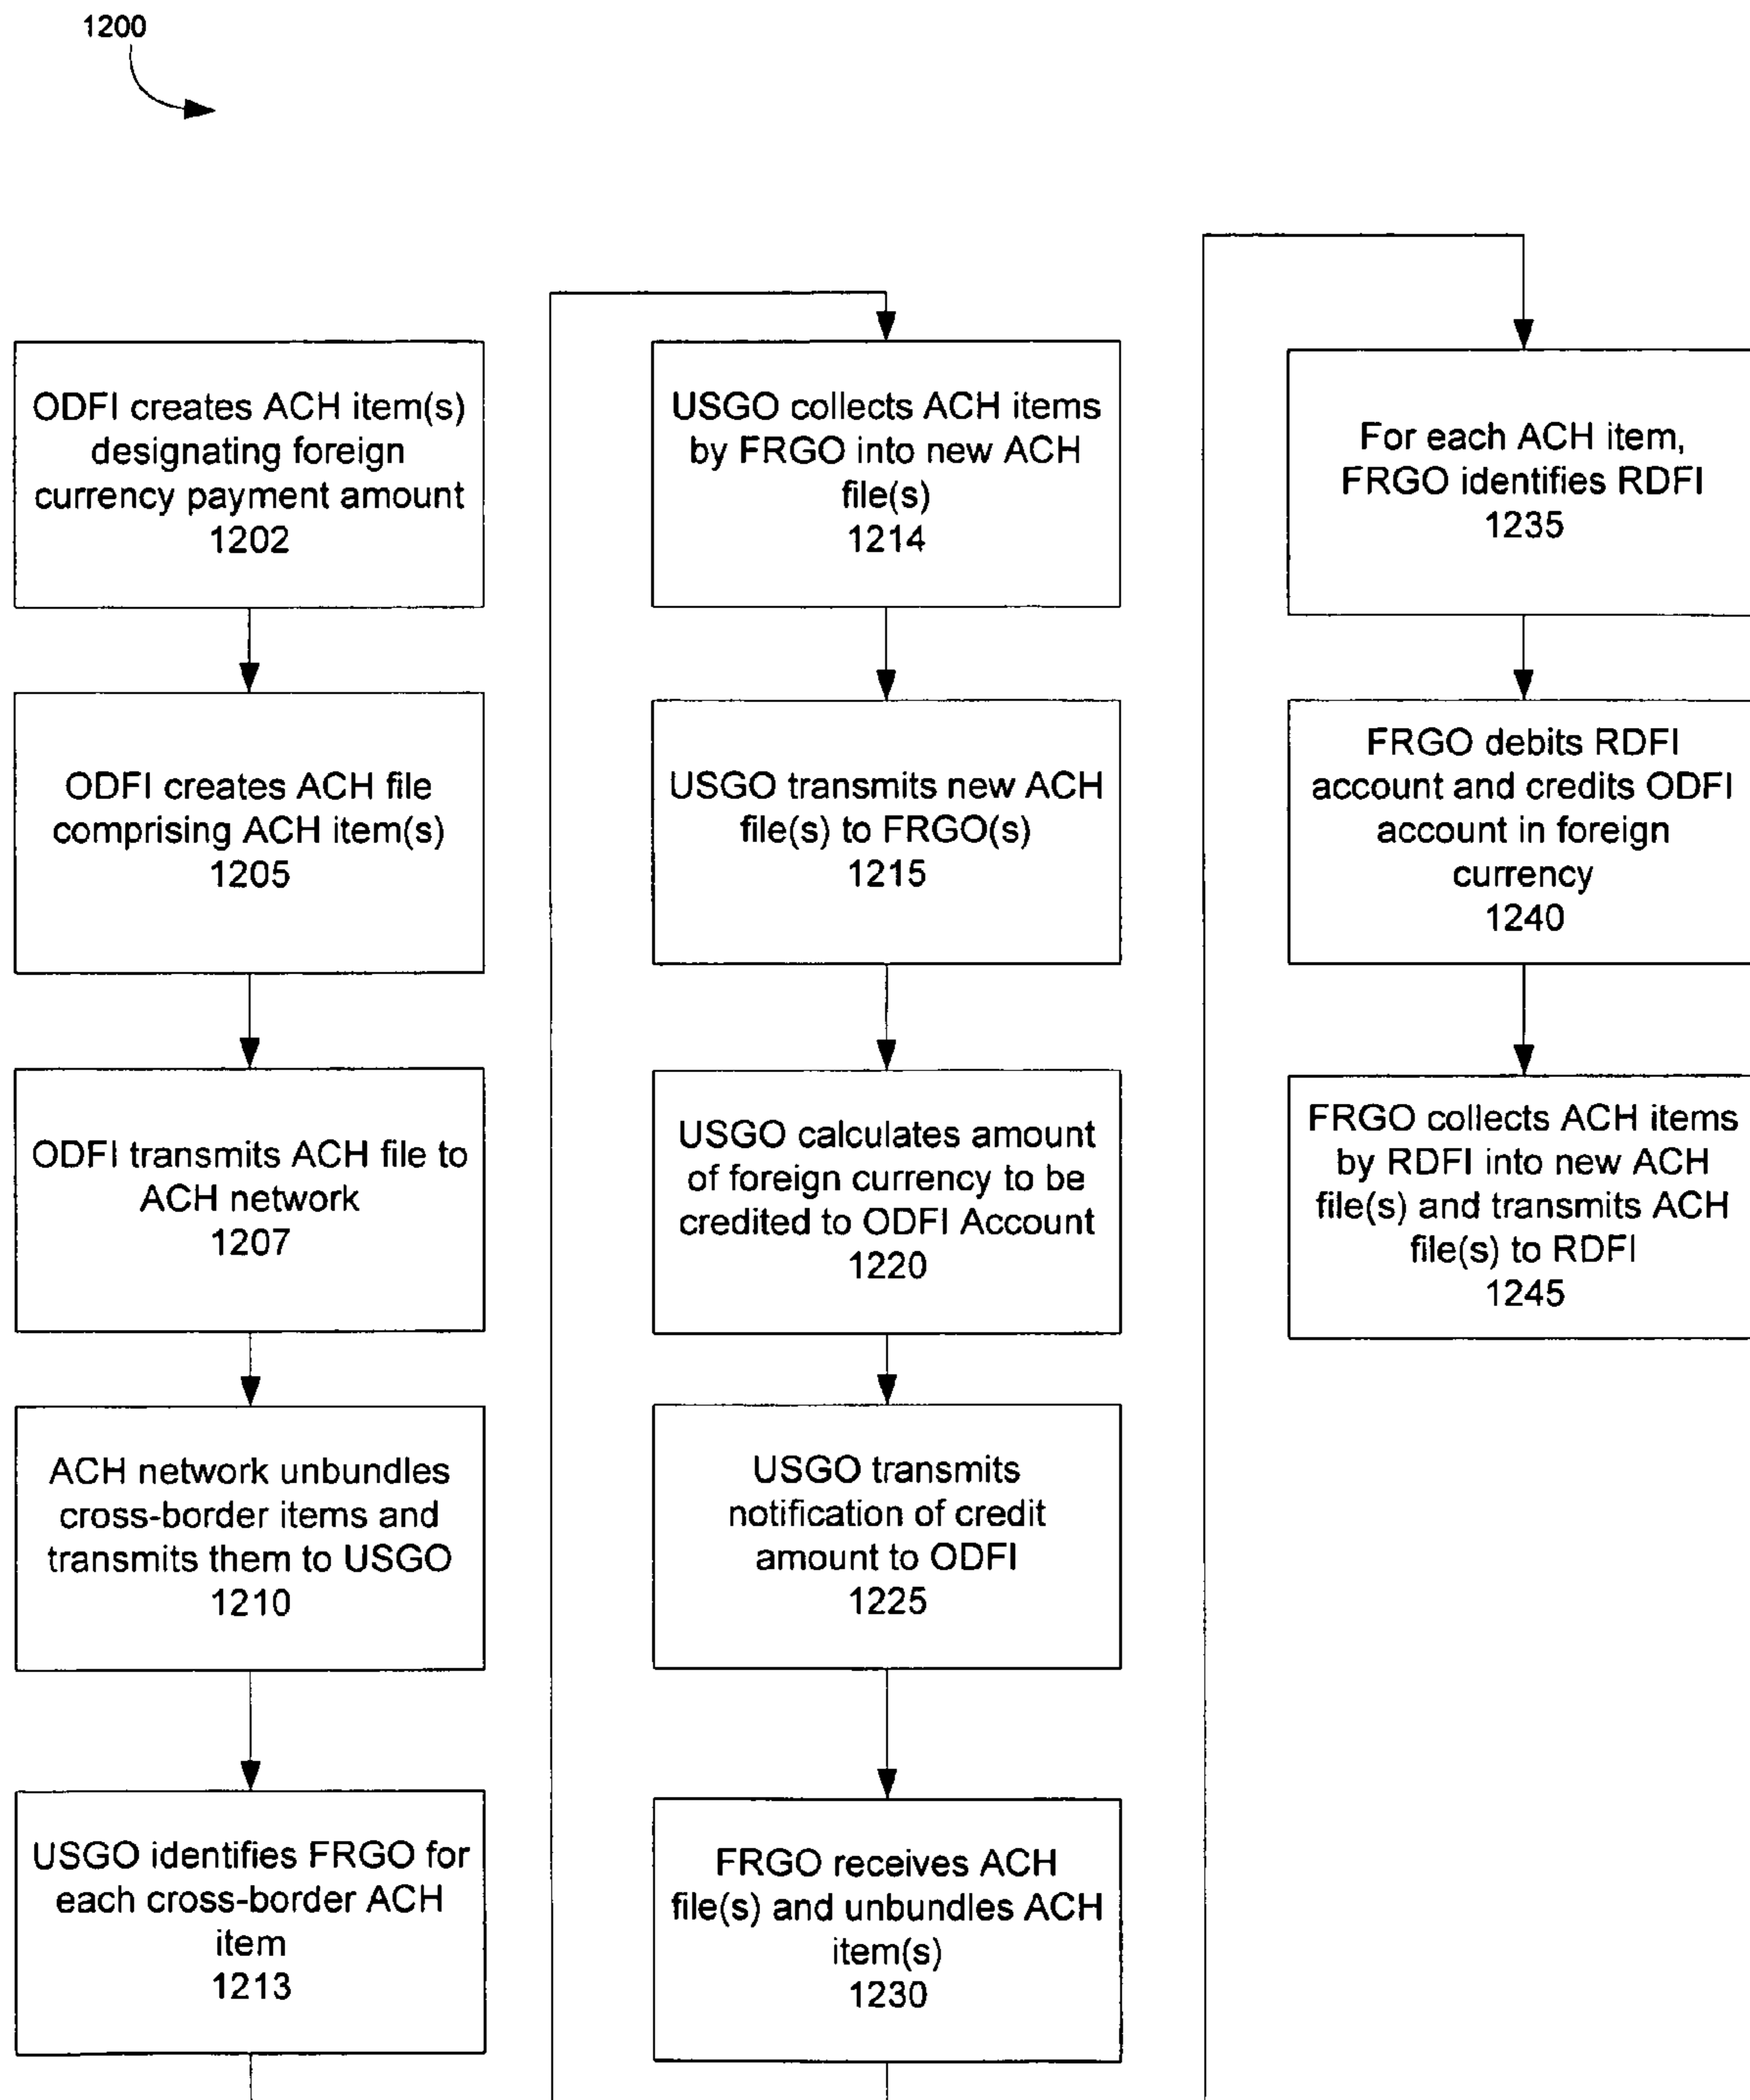 1200
ODFI creates ACH item(s)
designating foreign
currency payment amount
1202
ODFI creates ACH file
comprising ACH item(s)
1205
ODFI transmits ACH file to
ACH network
1207
ACH network unbundles
cross-border items and
transmits them to USGO
1210
USGO identifies FRGO for
each cross-border ACH
item
1213
USGO collects ACH items
by FRGO into new ACH
file(s)
1214
USGO transmits new ACH
file(s) to FRGO(s)
1215
USGO calculates amount
of foreign currency to be
credited to ODFI Account
1220
USGO transmits
notification of credit
amount to ODFI
1225
FRGO receives ACH
file(s) and unbundles ACH
item(s)
1230
For each ACH item,
FRGO identifies RDFI
1235
FRGO debits RDFI
account and credits ODFI
account in foreign
currency
1240
FRGO collects ACH items
by RDFI into new ACH
file(s) and transmits ACH
file(s) to RDFI
1245